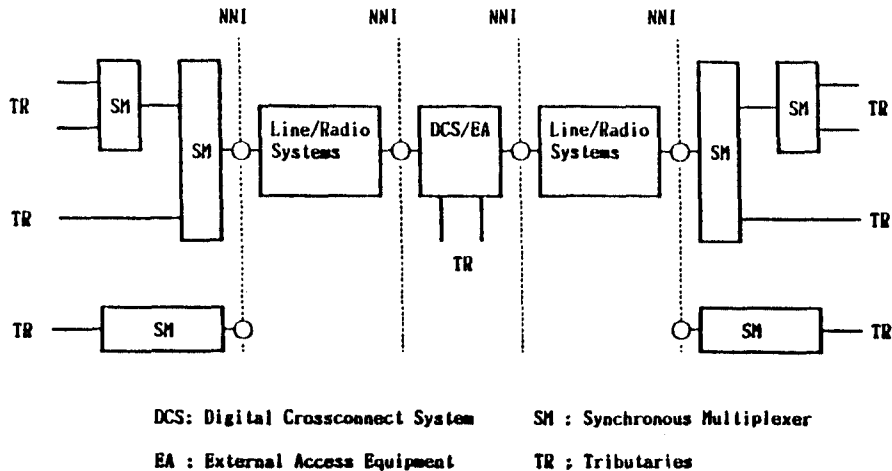 NNI NNI NNI NNI
TR
SM
SM
Line/Radio
Systems
DCS/EA
Line/Radio
Systems
SM
SM
TR
TR
TR
TR
TR
SM
SM
TR
DCS: Digital Crossconnect System
SM : Synchronous Multiplexer
EA : External Access Equipment
TR ; Tributaries